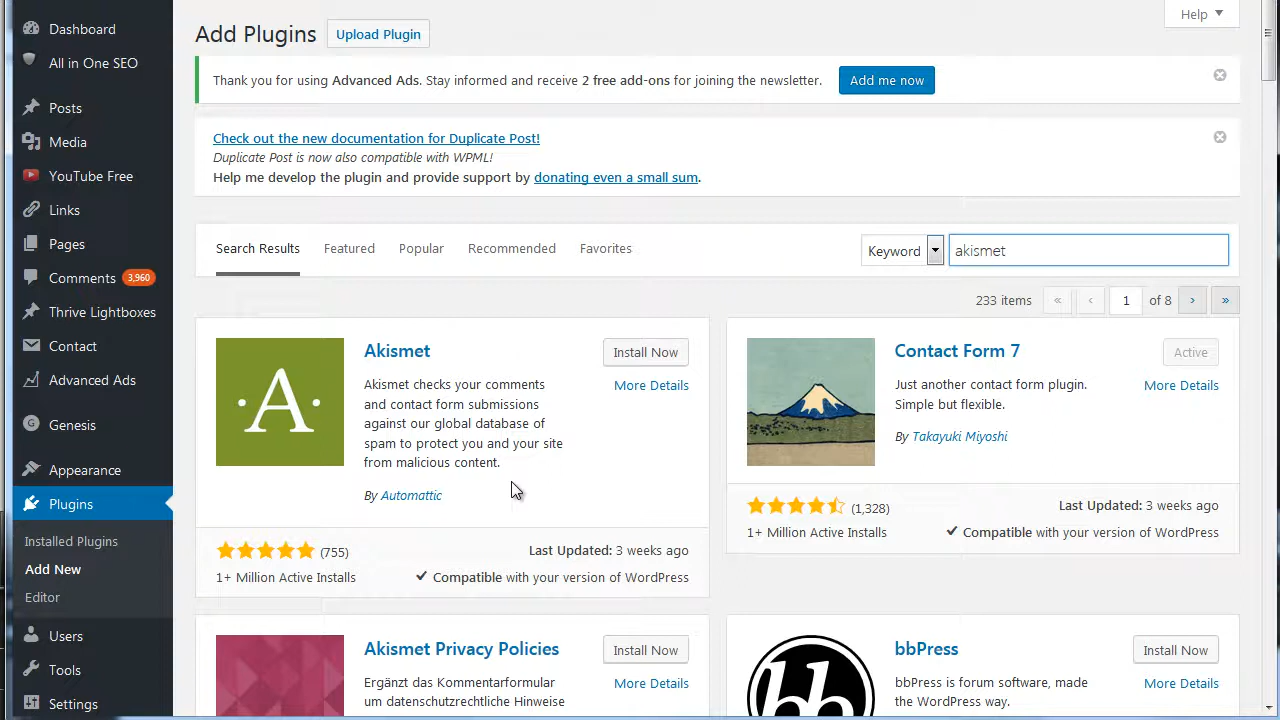 Dashboard
All in One SEO
Posts
Media
YouTube Free
Links
Pages
Comments 3,960
Thrive Lightboxes
Contact
Advanced Ads
G Genesis
Appearance
Plugins
Installed Plugins
Add New
Editor
Users
Tools
Settings
Help
Add Plugins Upload Plugin
Thank you for using Advanced Ads. Stay informed and receive 2 free add-ons for joining the newsletter. Add me now
Check out the new documentation for Duplicate Post!
Duplicate Post is now also compatible with WPML!
Help me develop the plugin and provide support by donating even a small sum.
Search Results Featured Popular Recommended Favorites Keyword akismet
233 items « ‹ 1 of 8 › »
·A·
Akismet Install Now
More Details
Akismet checks your comments
and contact form submissions
against our global database of
spam to protect you and your site
from malicious content.
By Automattic
(755) Last Updated: 3 weeks ago
1+ Million Active Installs Compatible with your version of WordPress
Contact Form 7 Active
More Details
Just another contact form plugin.
Simple but flexible.
By Takayuki Miyoshi
(1,328) Last Updated: 3 weeks ago
1+ Million Active Installs Compatible with your version of WordPress
Akismet Privacy Policies Install Now
More Details
Ergänzt das Kommentarformular
um datenschutzrechtliche Hinweise
bb
bbPress Install Now
More Details
bbPress is forum software, made
the WordPress way.